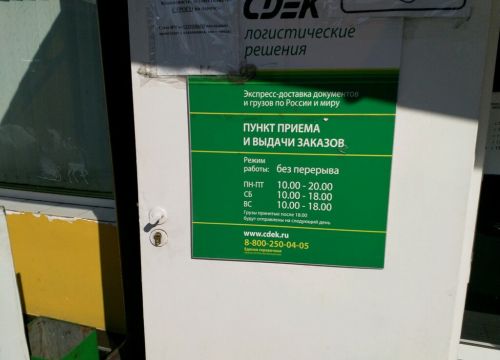 CDEK
логистические
решения
Экспресс-доставка документов
и грузов по России и миру
ПУНКТ ПРИЕМА
И ВЫДАЧИ ЗАКАЗОВ
Режим
работы: без перерыва
ПН-ПТ 10.00 - 20.00
СБ 10.00 - 18.00
ВС 10.00 - 18.00
Грузы принятые после 18.00
будут отправлены на следующий день
www.cdek.ru
8-800-250-04-05
Единая справочная